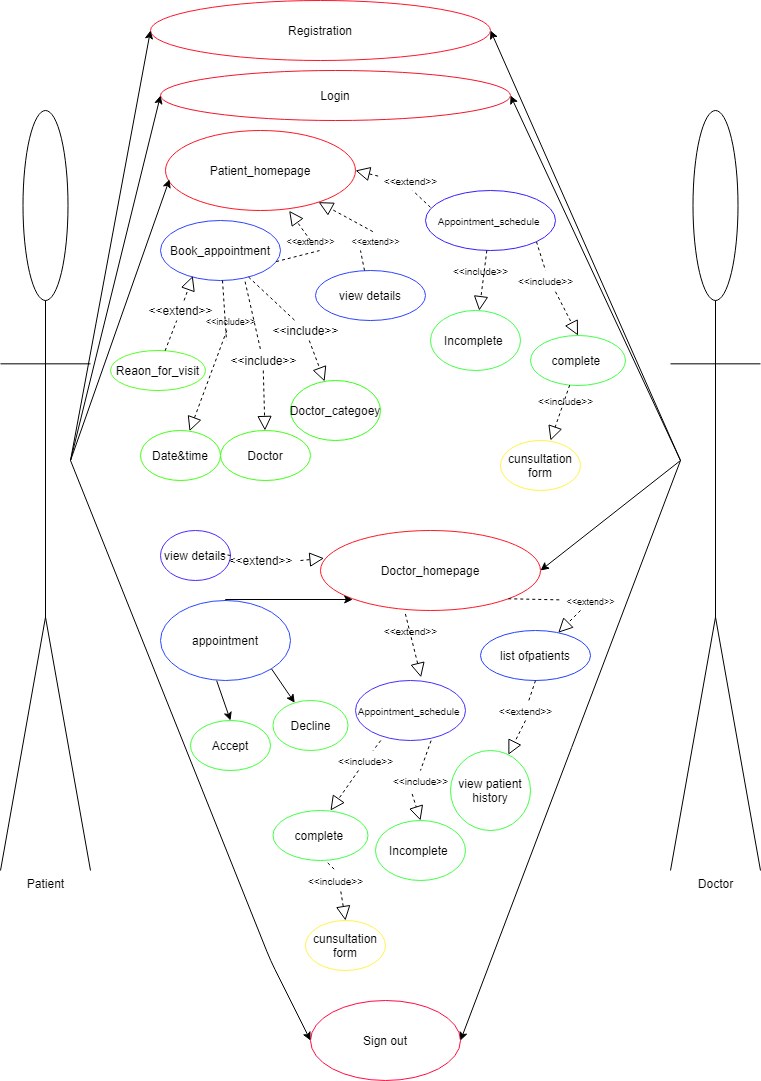 Registration
Login
Patient_homepage
<<extend>>
Appointment_schedule
Book_appointment
<<extend>>
<<extend>>
view details
<<include>>
<<include>>
<<extend>>
<<include>>
<<include>>
<<include>>
Incomplete
complete
Reaon_for_visit
<<include>>
Doctor_categoey
Date&time
Doctor
cunsultation
form
view details
<<extend>>
Doctor_homepage
<<extend>>
appointment
<<extend>>
list ofpatients
Appointment_schedule
<<extend>>
Decline
Accept
<<include>>
<<include>>
view patient
history
complete
Incomplete
<<include>>
Patient
Doctor
cunsultation
form
Sign out